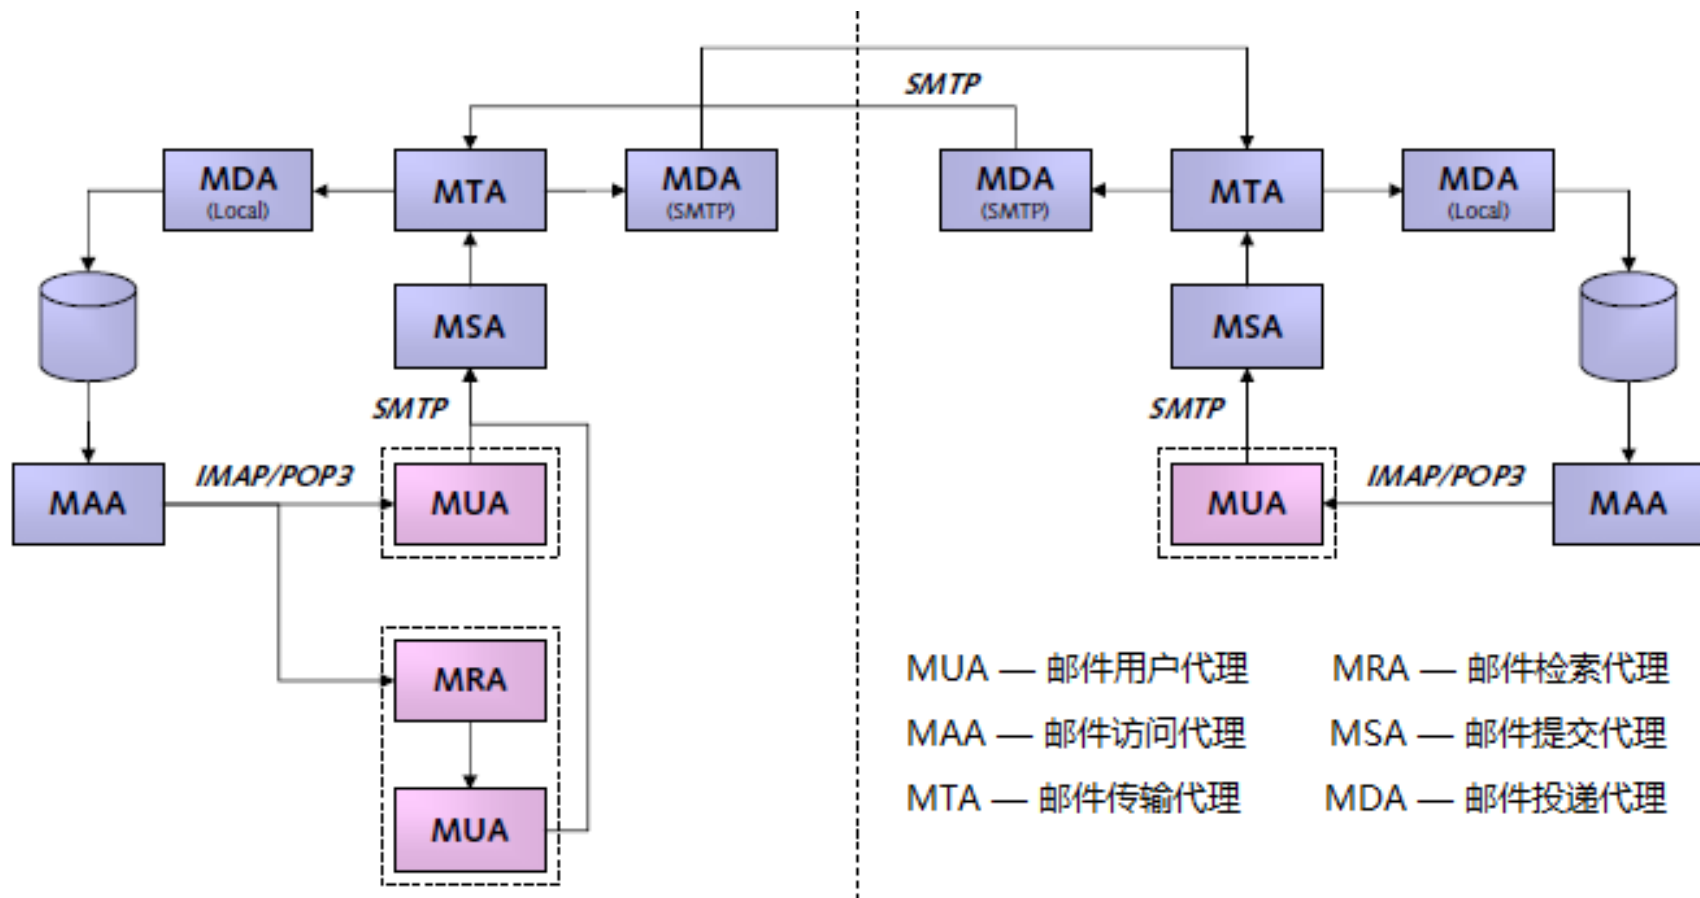 SMTP
MDA
(Local)
MTA
MDA
(SMTP)
MDA
(SMTP)
MTA
MDA
(Local)
MSA
MSA
SMTP
SMTP
MAA
IMAP/POP3
MUA
MUA
IMAP/POP3
MAA
MRA
MUA
MUA — 邮件用户代理 MRA — 邮件检索代理
MAA — 邮件访问代理 MSA — 邮件提交代理
MTA — 邮件传输代理 MDA — 邮件投递代理